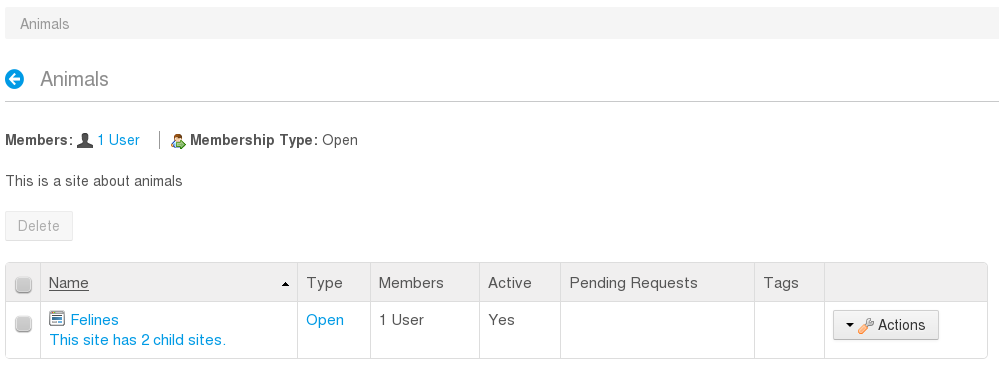 Animals
Animals
Members: 1 User Membership Type: Open
This is a site about animals
Delete
Name Type Members Active Pending Requests Tags
Felines Open 1 User Yes Actions
This site has 2 child sites.